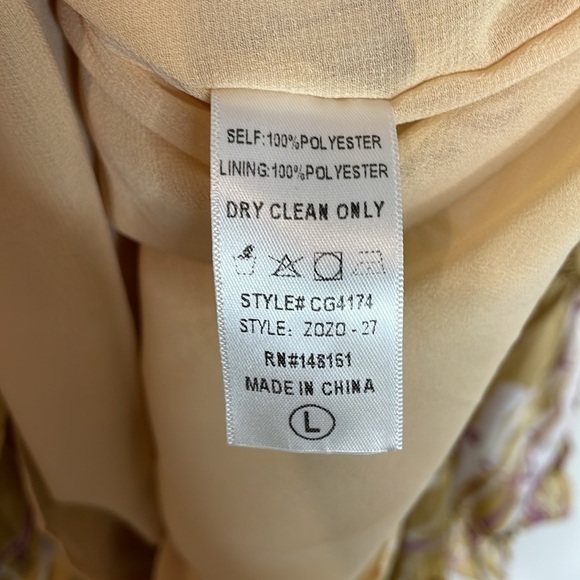 SELF:100%POLYESTER
LINING:100%POLYESTER
DRY CLEAN ONLY
STYLE# CG4174
STYLE: ZOZO - 27
RN#148161
MADE IN CHINA
L